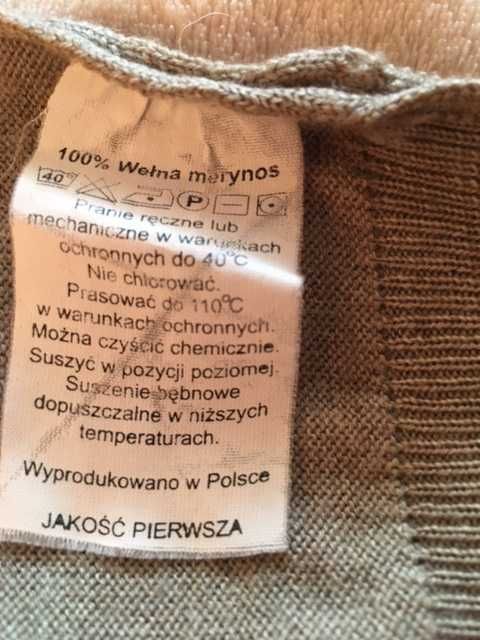 100% Wełna merynos
40° P
Pranie ręczne lub
mechaniczne w warunkach
ochronnych do 40°C
Nie chlorować.
Prasować do 110°C
w warunkach ochronnych.
Można czyścić chemicznie.
Suszyć w pozycji poziomej.
Suszenie bębnowe
dopuszczalne w niższych
temperaturach.
Wyprodukowano w Polsce
JAKOŚĆ PIERWSZA